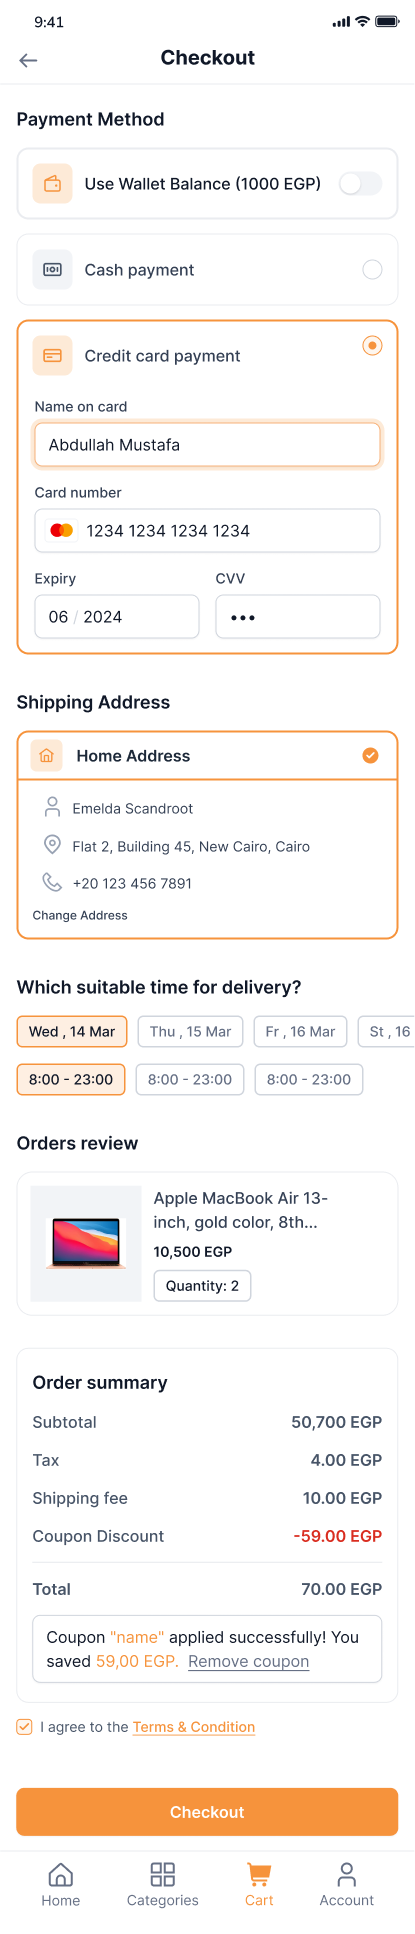 9:41
Checkout
Payment Method
Use Wallet Balance (1000 EGP)
Cash payment
Credit card payment
Name on card
Abdullah Mustafa
Card number
1234 1234 1234 1234
Expiry CVV
06 / 2024 •••
Shipping Address
Home Address
Emelda Scandroot
Flat 2, Building 45, New Cairo, Cairo
+20 123 456 7891
Change Address
Which suitable time for delivery?
Wed , 14 Mar Thu , 15 Mar Fr , 16 Mar St , 16
8:00 - 23:00 8:00 - 23:00 8:00 - 23:00
Orders review
Apple MacBook Air 13-
inch, gold color, 8th...
10,500 EGP
Quantity: 2
Order summary
Subtotal 50,700 EGP
Tax 4.00 EGP
Shipping fee 10.00 EGP
Coupon Discount -59.00 EGP
Total 70.00 EGP
Coupon "name" applied successfully! You
saved 59,00 EGP. Remove coupon
I agree to the Terms & Condition
Checkout
Home Categories Cart Account